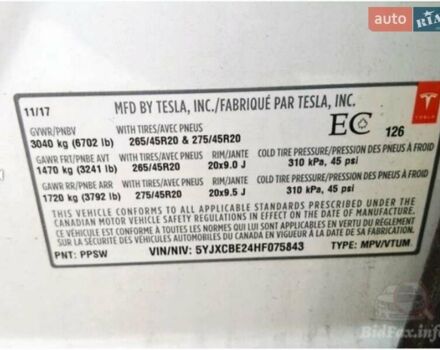 auto RIA
11/17
MFD BY TESLA, INC./FABRIQUÉ PAR TESLA, INC.
TESLA
GVWR/PNBV WITH TIRES/AVEC PNEUS EC 126
3040 kg (6702 lb) 265/45R20 & 275/45R20
GAWR FRT/PNBE AVT WITH TIRES/AVEC PNEUS RIM/JANTE COLD TIRE PRESSURE/PRESSION DES PNEUS À FROID
1470 kg (3241 lb) 265/45R20 20x9.0 J 310 kPa, 45 psi
GAWR RR/PNBE ARR WITH TIRES/AVEC PNEUS RIM/JANTE COLD TIRE PRESSURE/PRESSION DES PNEUS À FROID
1720 kg (3792 lb) 275/45R20 20x9.5 J 310 kPa, 45 psi
THIS VEHICLE CONFORMS TO ALL APPLICABLE STANDARDS PRESCRIBED UNDER THE
CANADIAN MOTOR VEHICLE SAFETY REGULATIONS IN EFFECT ON THE DATE OF
MANUFACTURE. / CE VÉHICULE EST CONFORME À TOUTES LES NORMES QUI LUI
SONT APPLICABLES EN VERTU DU RÈGLEMENT SUR LA
SÉCURITÉ DES VÉHICULES AUTOMOBILES DU CANADA EN VIGUEUR À LA DATE DE SA FABRICATION.
PNT: PPSW VIN/NIV: 5YJXCBE24HF075843 TYPE: MPV/VTUM
BidFax.info